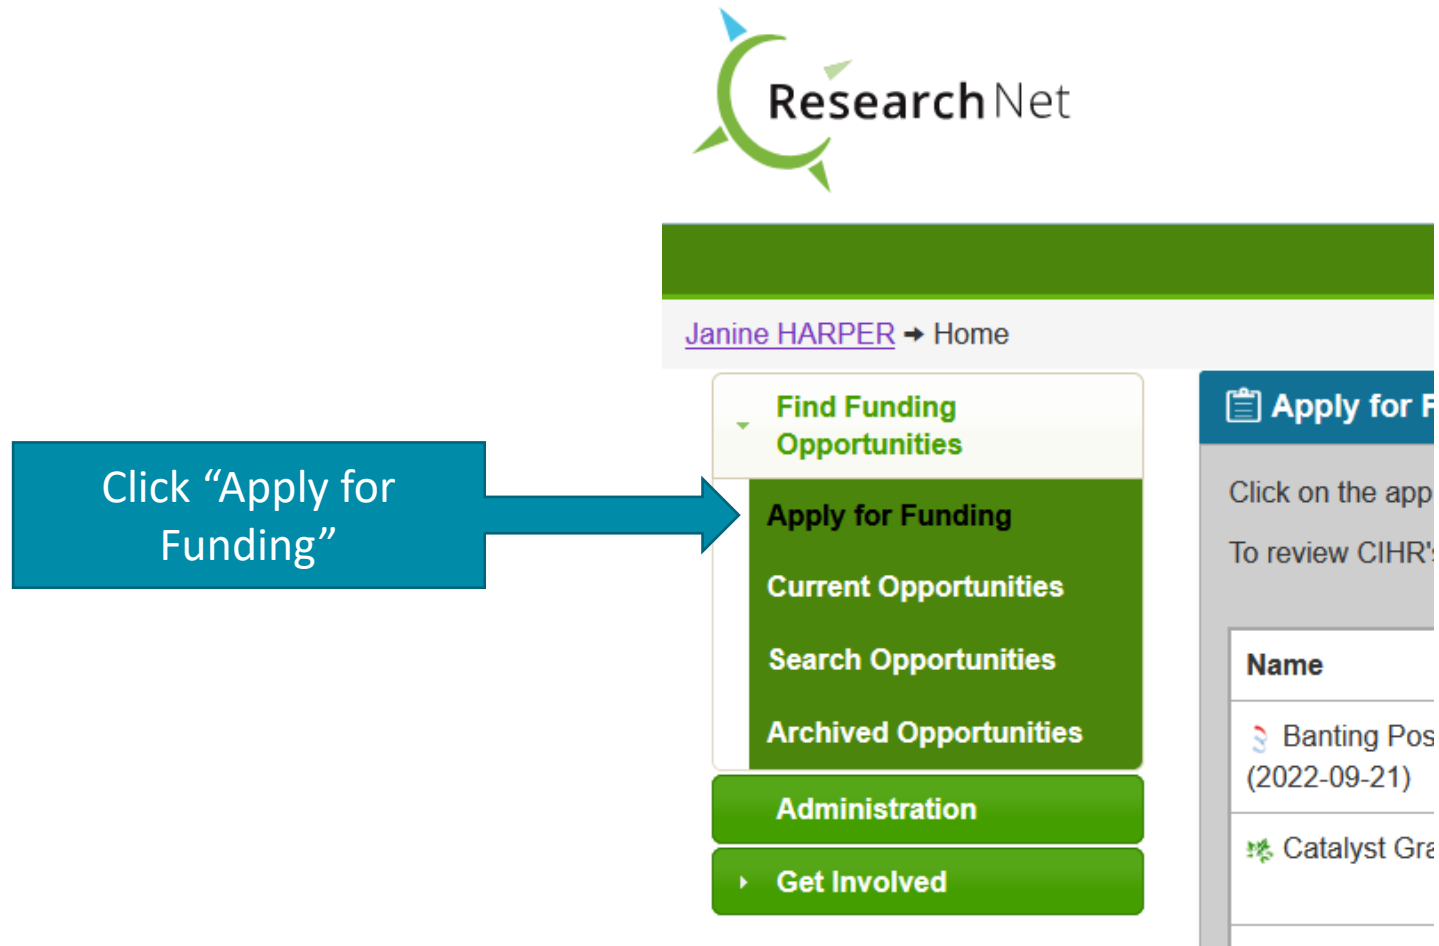 ResearchNet
Janine HARPER → Home
Click “Apply for
Funding”
Find Funding
Opportunities
Apply for Funding
Current Opportunities
Search Opportunities
Archived Opportunities
Administration
Get Involved
Apply for F
Click on the app
To review CIHR's
Name
Banting Pos
(2022-09-21)
Catalyst Gra